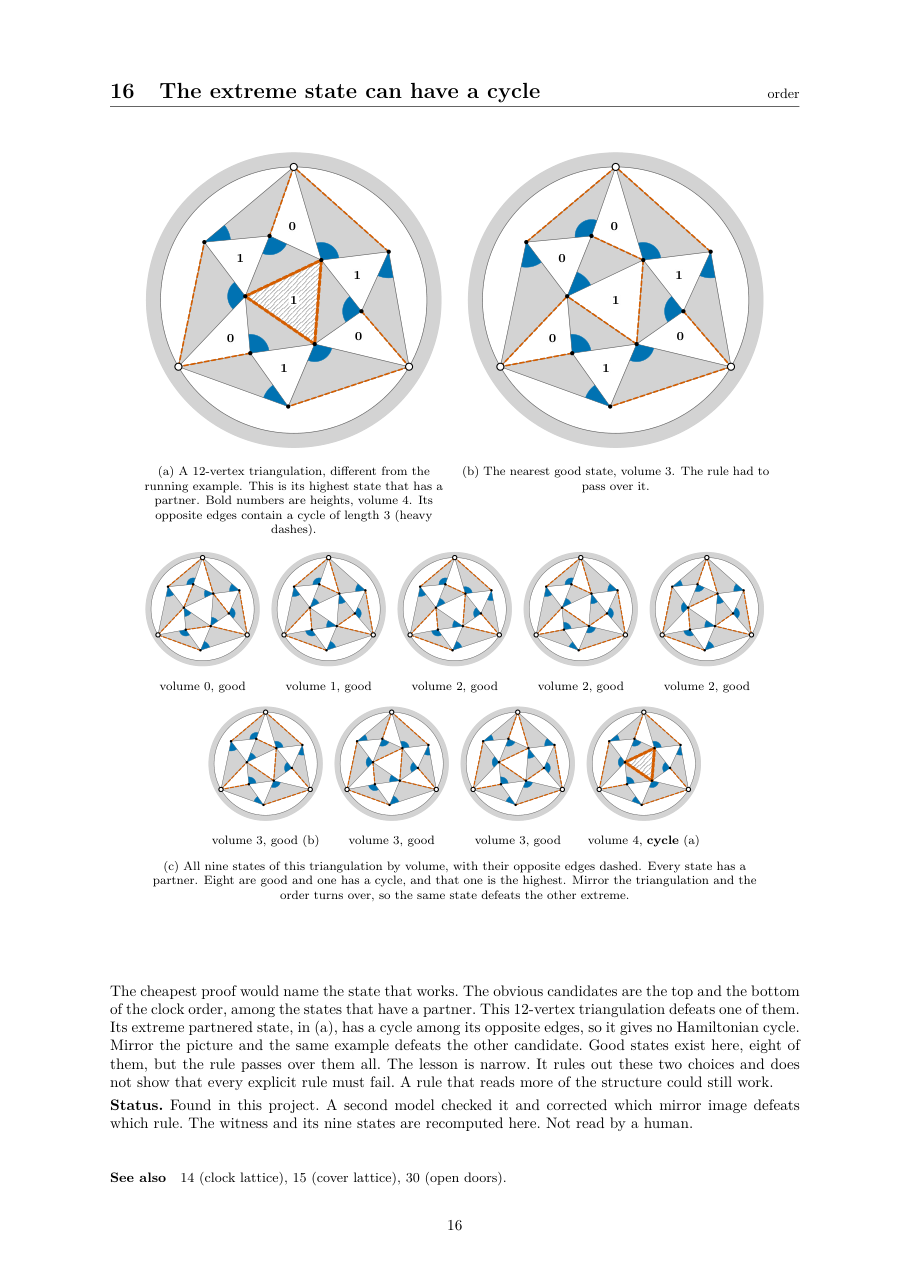 16 The extreme state can have a cycle order
0
1
1
1
0
0
1
0
0
1
1
0
0
1
(a) A 12-vertex triangulation, different from the
running example. This is its highest state that has a
partner. Bold numbers are heights, volume 4. Its
opposite edges contain a cycle of length 3 (heavy
dashes).
(b) The nearest good state, volume 3. The rule had to
pass over it.
volume 0, good
volume 1, good
volume 2, good
volume 2, good
volume 2, good
volume 3, good (b)
volume 3, good
volume 3, good
volume 4, cycle (a)
(c) All nine states of this triangulation by volume, with their opposite edges dashed. Every state has a
partner. Eight are good and one has a cycle, and that one is the highest. Mirror the triangulation and the
order turns over, so the same state defeats the other extreme.
The cheapest proof would name the state that works. The obvious candidates are the top and the bottom
of the clock order, among the states that have a partner. This 12-vertex triangulation defeats one of them.
Its extreme partnered state, in (a), has a cycle among its opposite edges, so it gives no Hamiltonian cycle.
Mirror the picture and the same example defeats the other candidate. Good states exist here, eight of
them, but the rule passes over them all. The lesson is narrow. It rules out these two choices and does
not show that every explicit rule must fail. A rule that reads more of the structure could still work.
Status. Found in this project. A second model checked it and corrected which mirror image defeats
which rule. The witness and its nine states are recomputed here. Not read by a human.
See also 14 (clock lattice), 15 (cover lattice), 30 (open doors).
16